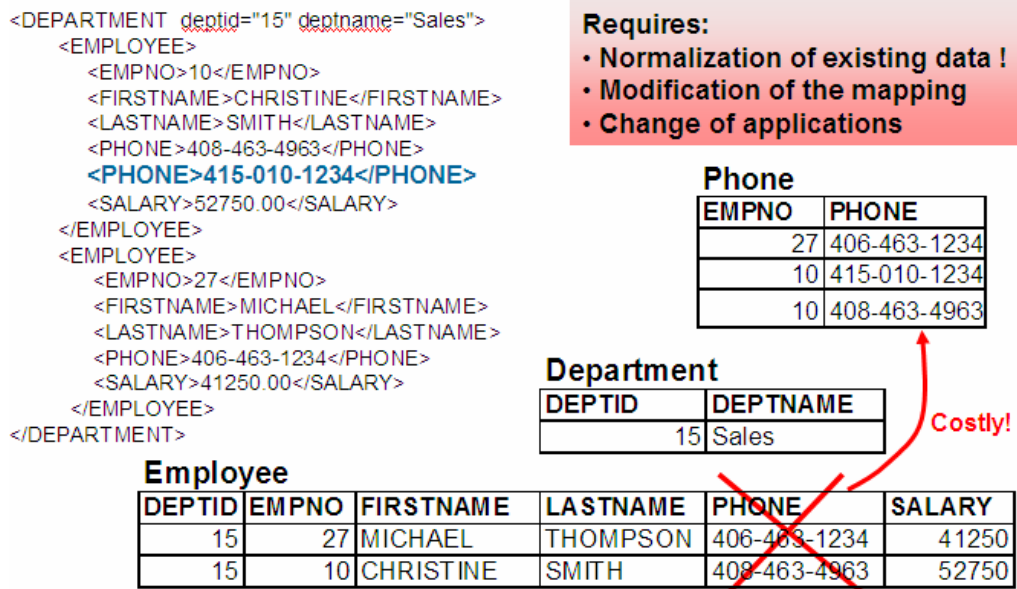 <DEPARTMENT deptid="15" deptname="Sales">
<EMPLOYEE>
<EMPNO>10</EMPNO>
<FIRSTNAME>CHRISTINE</FIRSTNAME>
<LASTNAME>SMITH</LASTNAME>
<PHONE>408-463-4963</PHONE>
<PHONE>415-010-1234</PHONE>
<SALARY>52750.00</SALARY>
</EMPLOYEE>
<EMPLOYEE>
<EMPNO>27</EMPNO>
<FIRSTNAME>MICHAEL</FIRSTNAME>
<LASTNAME>THOMPSON</LASTNAME>
<PHONE>406-463-1234</PHONE>
<SALARY>41250.00</SALARY>
</EMPLOYEE>
</DEPARTMENT>
Requires:
• Normalization of existing data !
• Modification of the mapping
• Change of applications
Phone
EMPNO PHONE
27 406-463-1234
10 415-010-1234
10 408-463-4963
Department
DEPTID DEPTNAME
15 Sales
Costly!
Employee
DEPTID EMPNO FIRSTNAME LASTNAME PHONE SALARY
15 27 MICHAEL THOMPSON 406-463-1234 41250
15 10 CHRISTINE SMITH 408-463-4963 52750